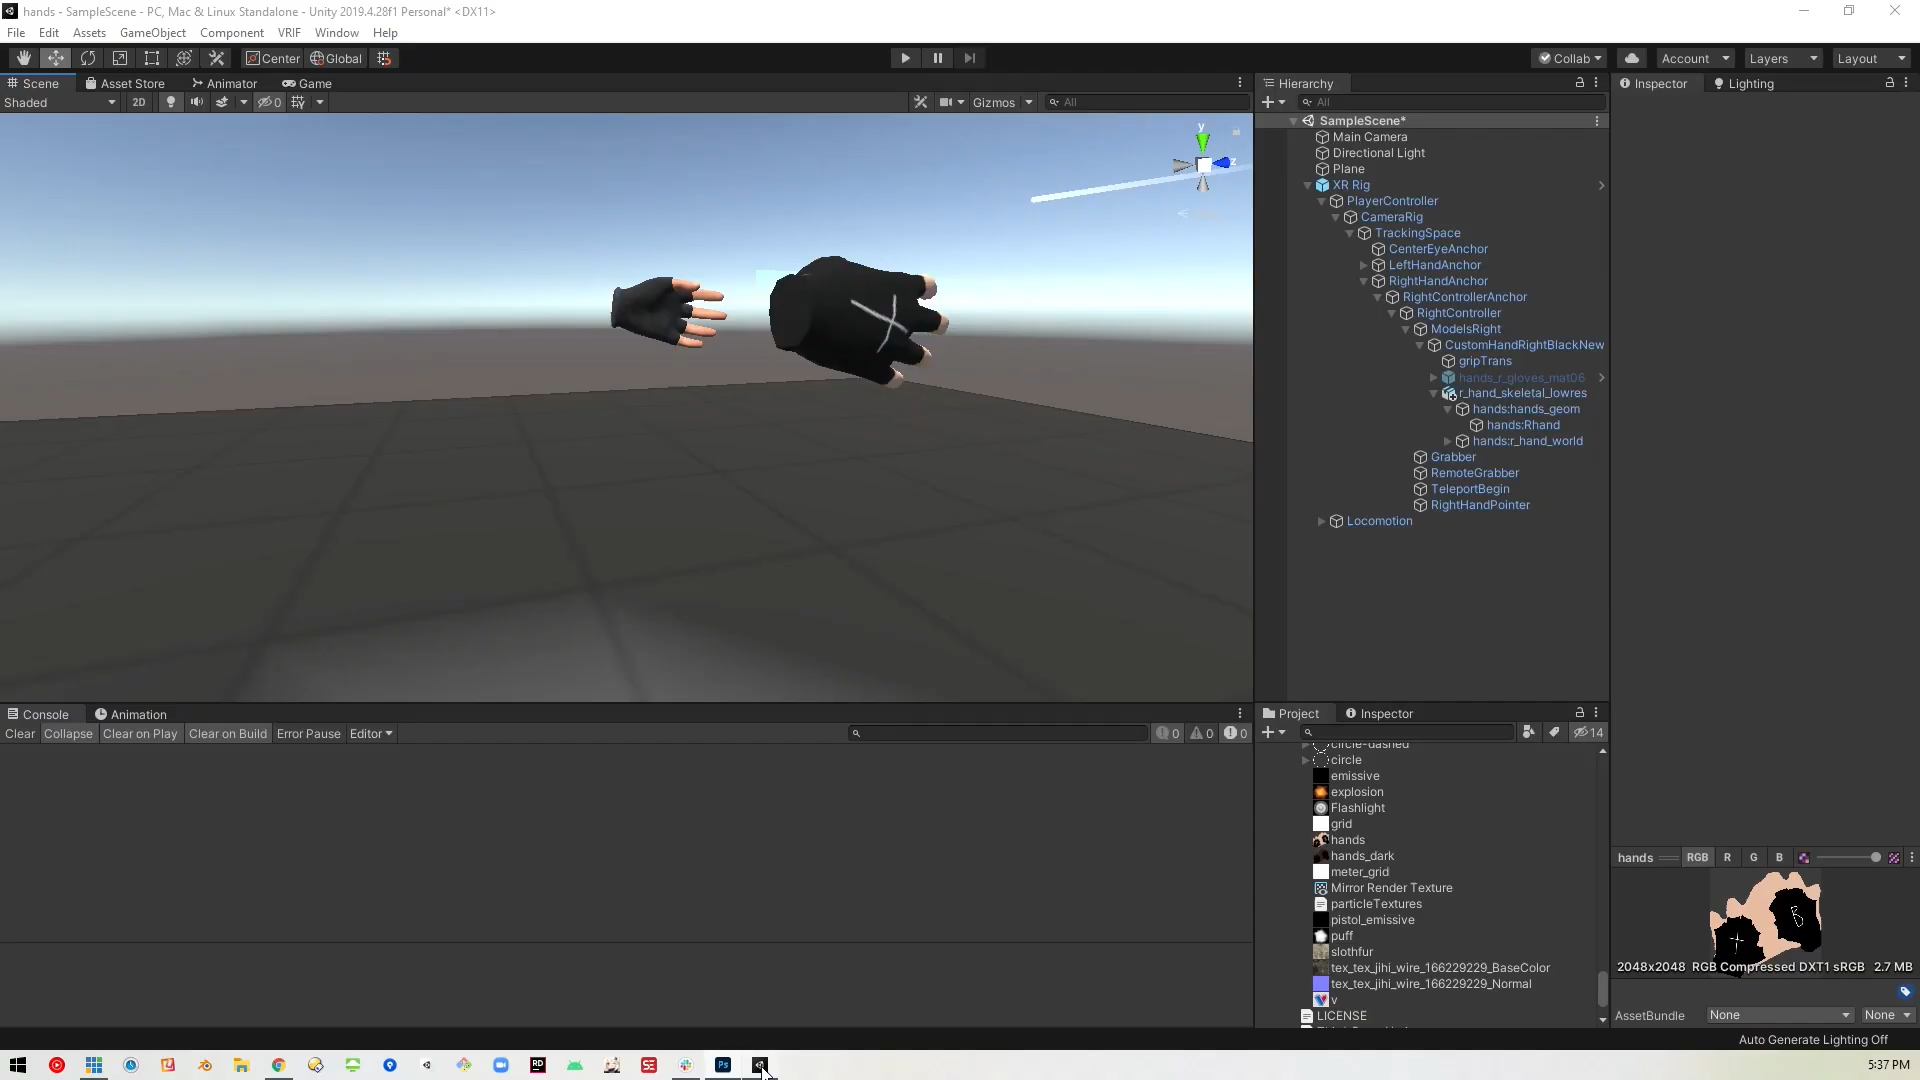 hands - SampleScene - PC, Mac & Linux Standalone - Unity 2019.4.28f1 Personal* <DX11>
File Edit Assets GameObject Component VRIF Window Help
Center Global Collab Account Layers Layout
Scene Asset Store Animator Game
Shaded 2D 0 Gizmos All
y
z
Console Animation
Clear Collapse Clear on Play Clear on Build Error Pause Editor 0 0 0
Hierarchy
All
SampleScene*
Main Camera
Directional Light
Plane
XR Rig
PlayerController
CameraRig
TrackingSpace
CenterEyeAnchor
LeftHandAnchor
RightHandAnchor
RightControllerAnchor
RightController
ModelsRight
CustomHandRightBlackNew
gripTrans
hands_r_gloves_mat06
r_hand_skeletal_lowres
hands:hands_geom
hands:Rhand
hands:r_hand_world
Grabber
RemoteGrabber
TeleportBegin
RightHandPointer
Locomotion
Project Inspector
14
circle-dashed
circle
emissive
explosion
Flashlight
grid
hands
hands_dark
meter_grid
Mirror Render Texture
particleTextures
pistol_emissive
puff
slothfur
tex_tex_jihi_wire_166229229_BaseColor
tex_tex_jihi_wire_166229229_Normal
v
LICENSE
Inspector Lighting
hands RGB R G B
B
2048x2048 RGB Compressed DXT1 sRGB 2.7 MB
AssetBundle None None
Auto Generate Lighting Off
RD SE Ps
5:37 PM